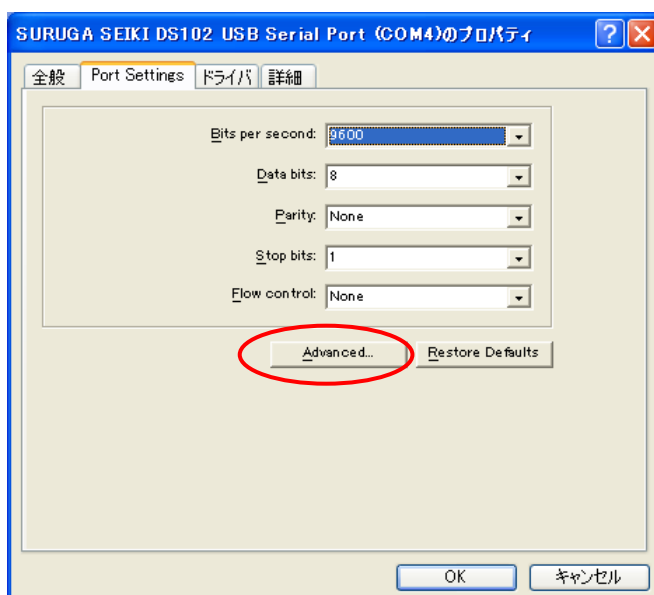 SURUGA SEIKI DS102 USB Serial Port (COM4)のプロパティ
全般 Port Settings ドライバ 詳細
Bits per second: 9600
Data bits: 8
Parity: None
Stop bits: 1
Flow control: None
Advanced... Restore Defaults
OK キャンセル